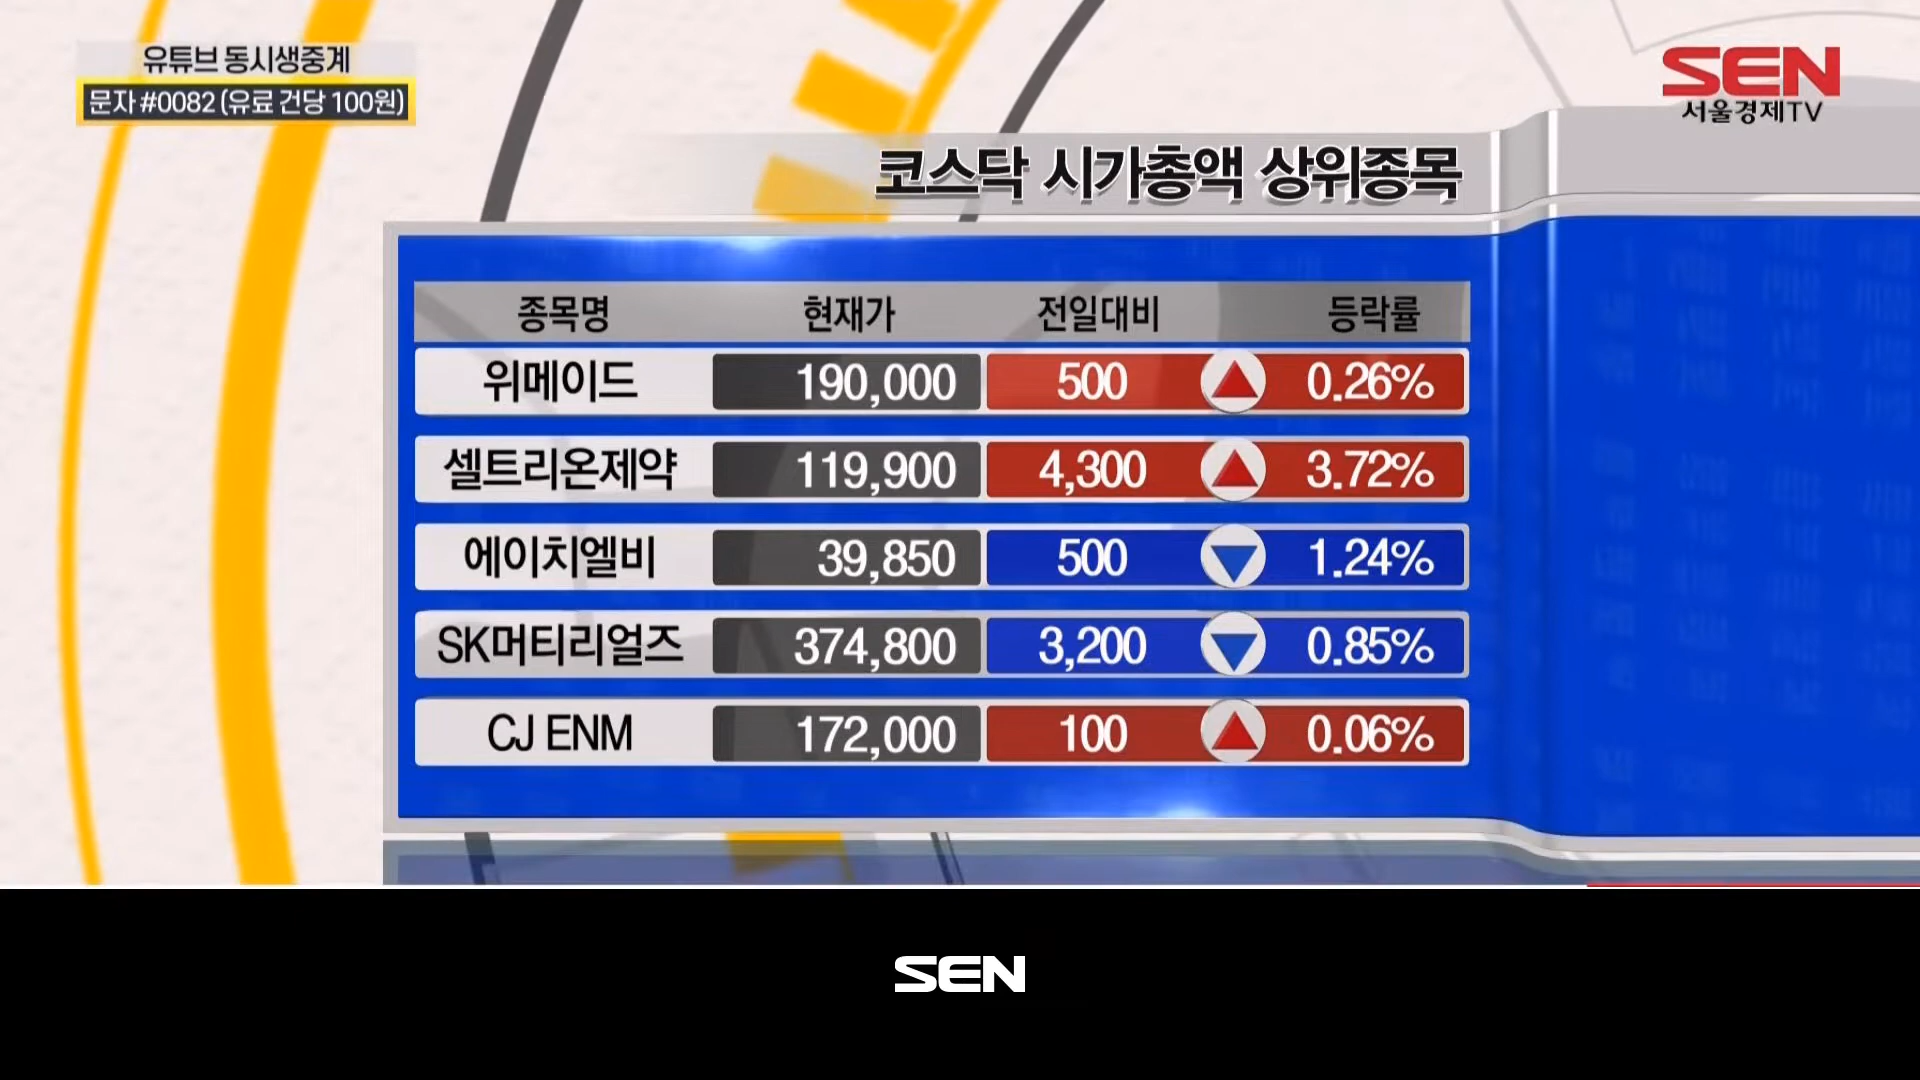 유튜브 동시생중계
문자 #0082 (유료 건당 100원)
SEN
서울경제TV
코스닥 시가총액 상위종목
종목명 현재가 전일대비 등락률
위메이드 190,000 500 ▲ 0.26%
셀트리온제약 119,900 4,300 ▲ 3.72%
에이치엘비 39,850 500 ▼ 1.24%
SK머티리얼즈 374,800 3,200 ▼ 0.85%
CJ ENM 172,000 100 ▲ 0.06%
SEN